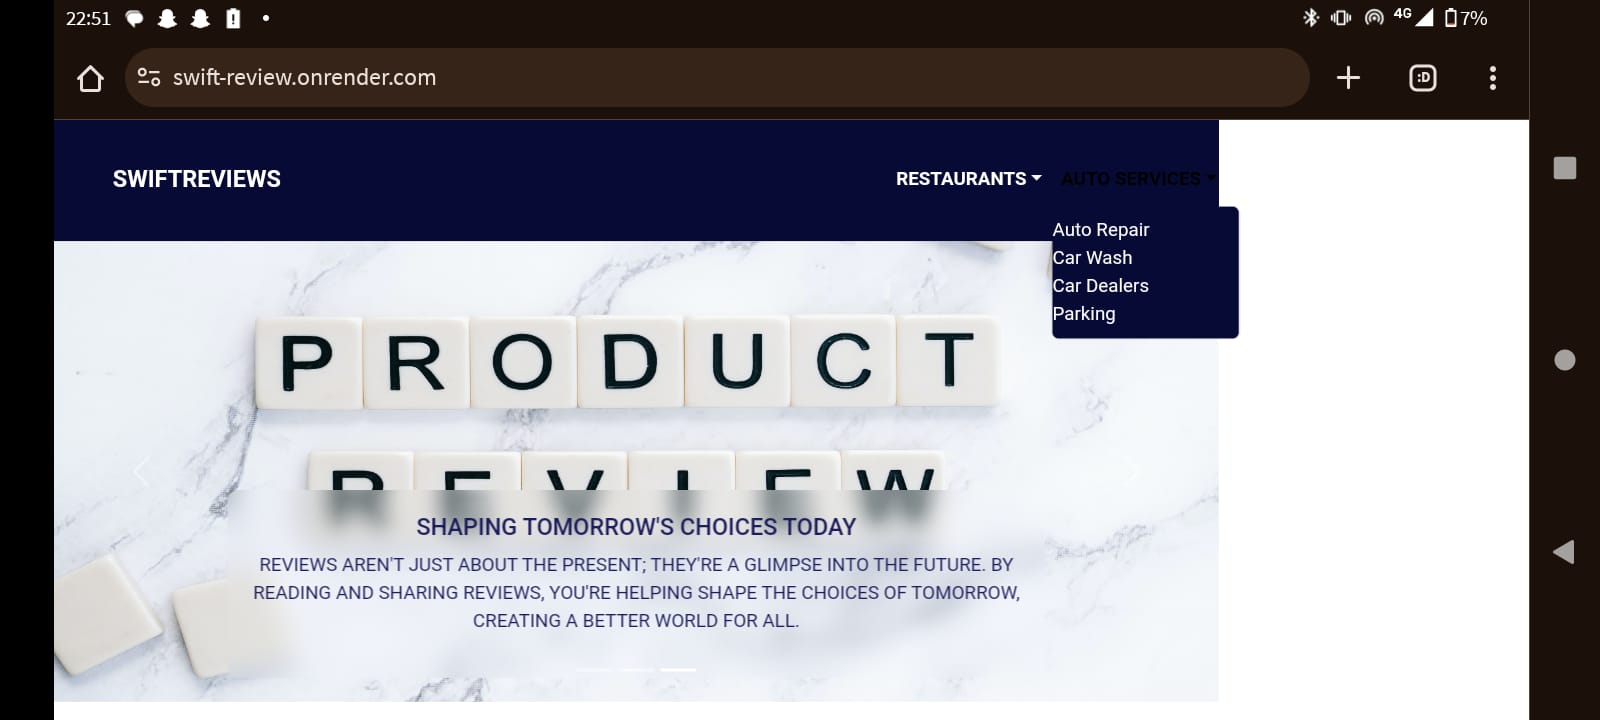 22:51
4G 7%
swift-review.onrender.com
:D
SWIFTREVIEWS
RESTAURANTS AUTO SERVICES
Auto Repair
Car Wash
Car Dealers
Parking
PRODUCT
REVIEW
SHAPING TOMORROW'S CHOICES TODAY
REVIEWS AREN'T JUST ABOUT THE PRESENT; THEY'RE A GLIMPSE INTO THE FUTURE. BY
READING AND SHARING REVIEWS, YOU'RE HELPING SHAPE THE CHOICES OF TOMORROW,
CREATING A BETTER WORLD FOR ALL.